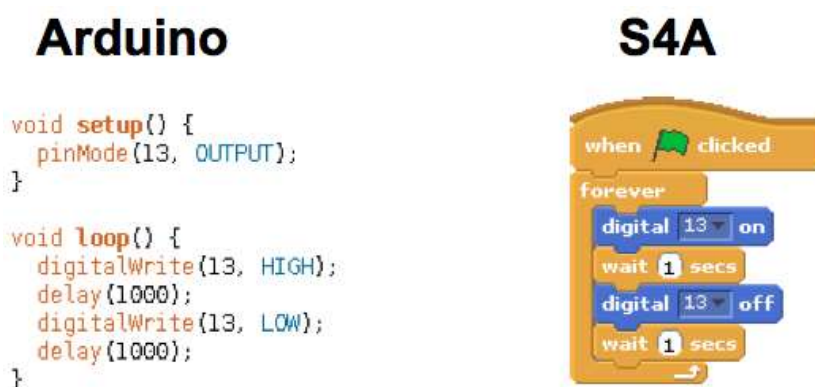 Arduino
void setup() {
  pinMode(13, OUTPUT);
}
void loop() {
  digitalWrite(13, HIGH);
  delay(1000);
  digitalWrite(13, LOW);
  delay(1000);
}
S4A
when clicked
forever
digital 13 on
wait 1 secs
digital 13 off
wait 1 secs